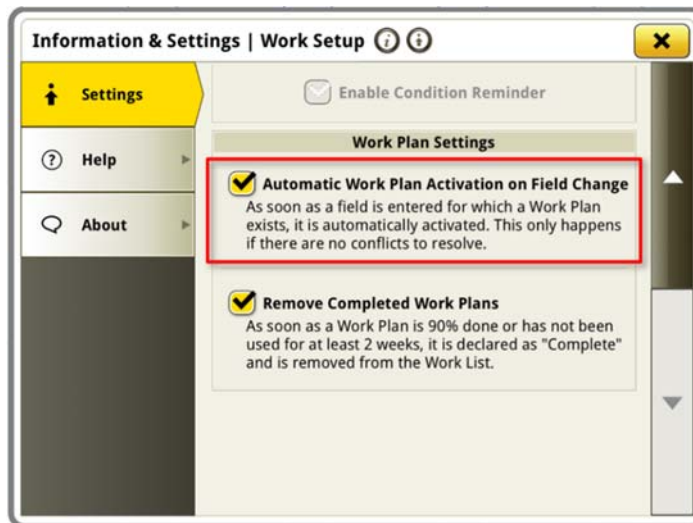 Information & Settings | Work Setup
Settings
Enable Condition Reminder
Work Plan Settings
Help
Automatic Work Plan Activation on Field Change
As soon as a field is entered for which a Work Plan
exists, it is automatically activated. This only happens
if there are no conflicts to resolve.
About
Remove Completed Work Plans
As soon as a Work Plan is 90% done or has not been
used for at least 2 weeks, it is declared as "Complete"
and is removed from the Work List.